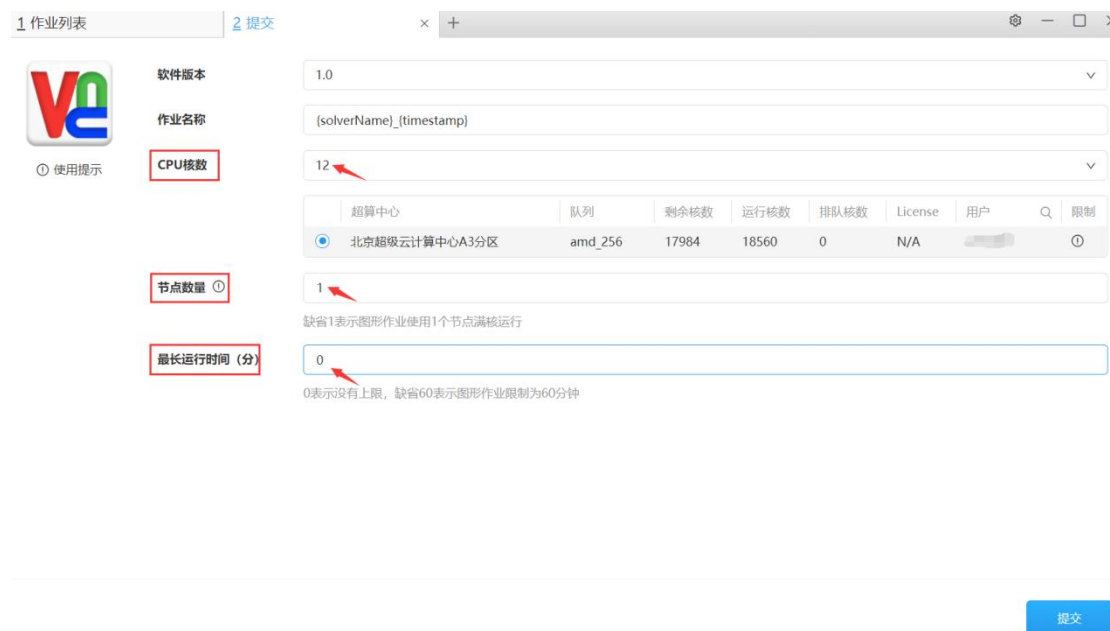 1 作业列表 2 提交 × +
VNC
使用提示
软件版本 1.0
作业名称 {solverName}_{timestamp}
CPU核数 12
超算中心 队列 剩余核数 运行核数 排队核数 License 用户 限制
北京超级云计算中心A3分区 amd_256 17984 18560 0 N/A
节点数量 1
缺省1表示图形作业使用1个节点满核运行
最长运行时间（分） 0
0表示没有上限，缺省60表示图形作业限制为60分钟
提交